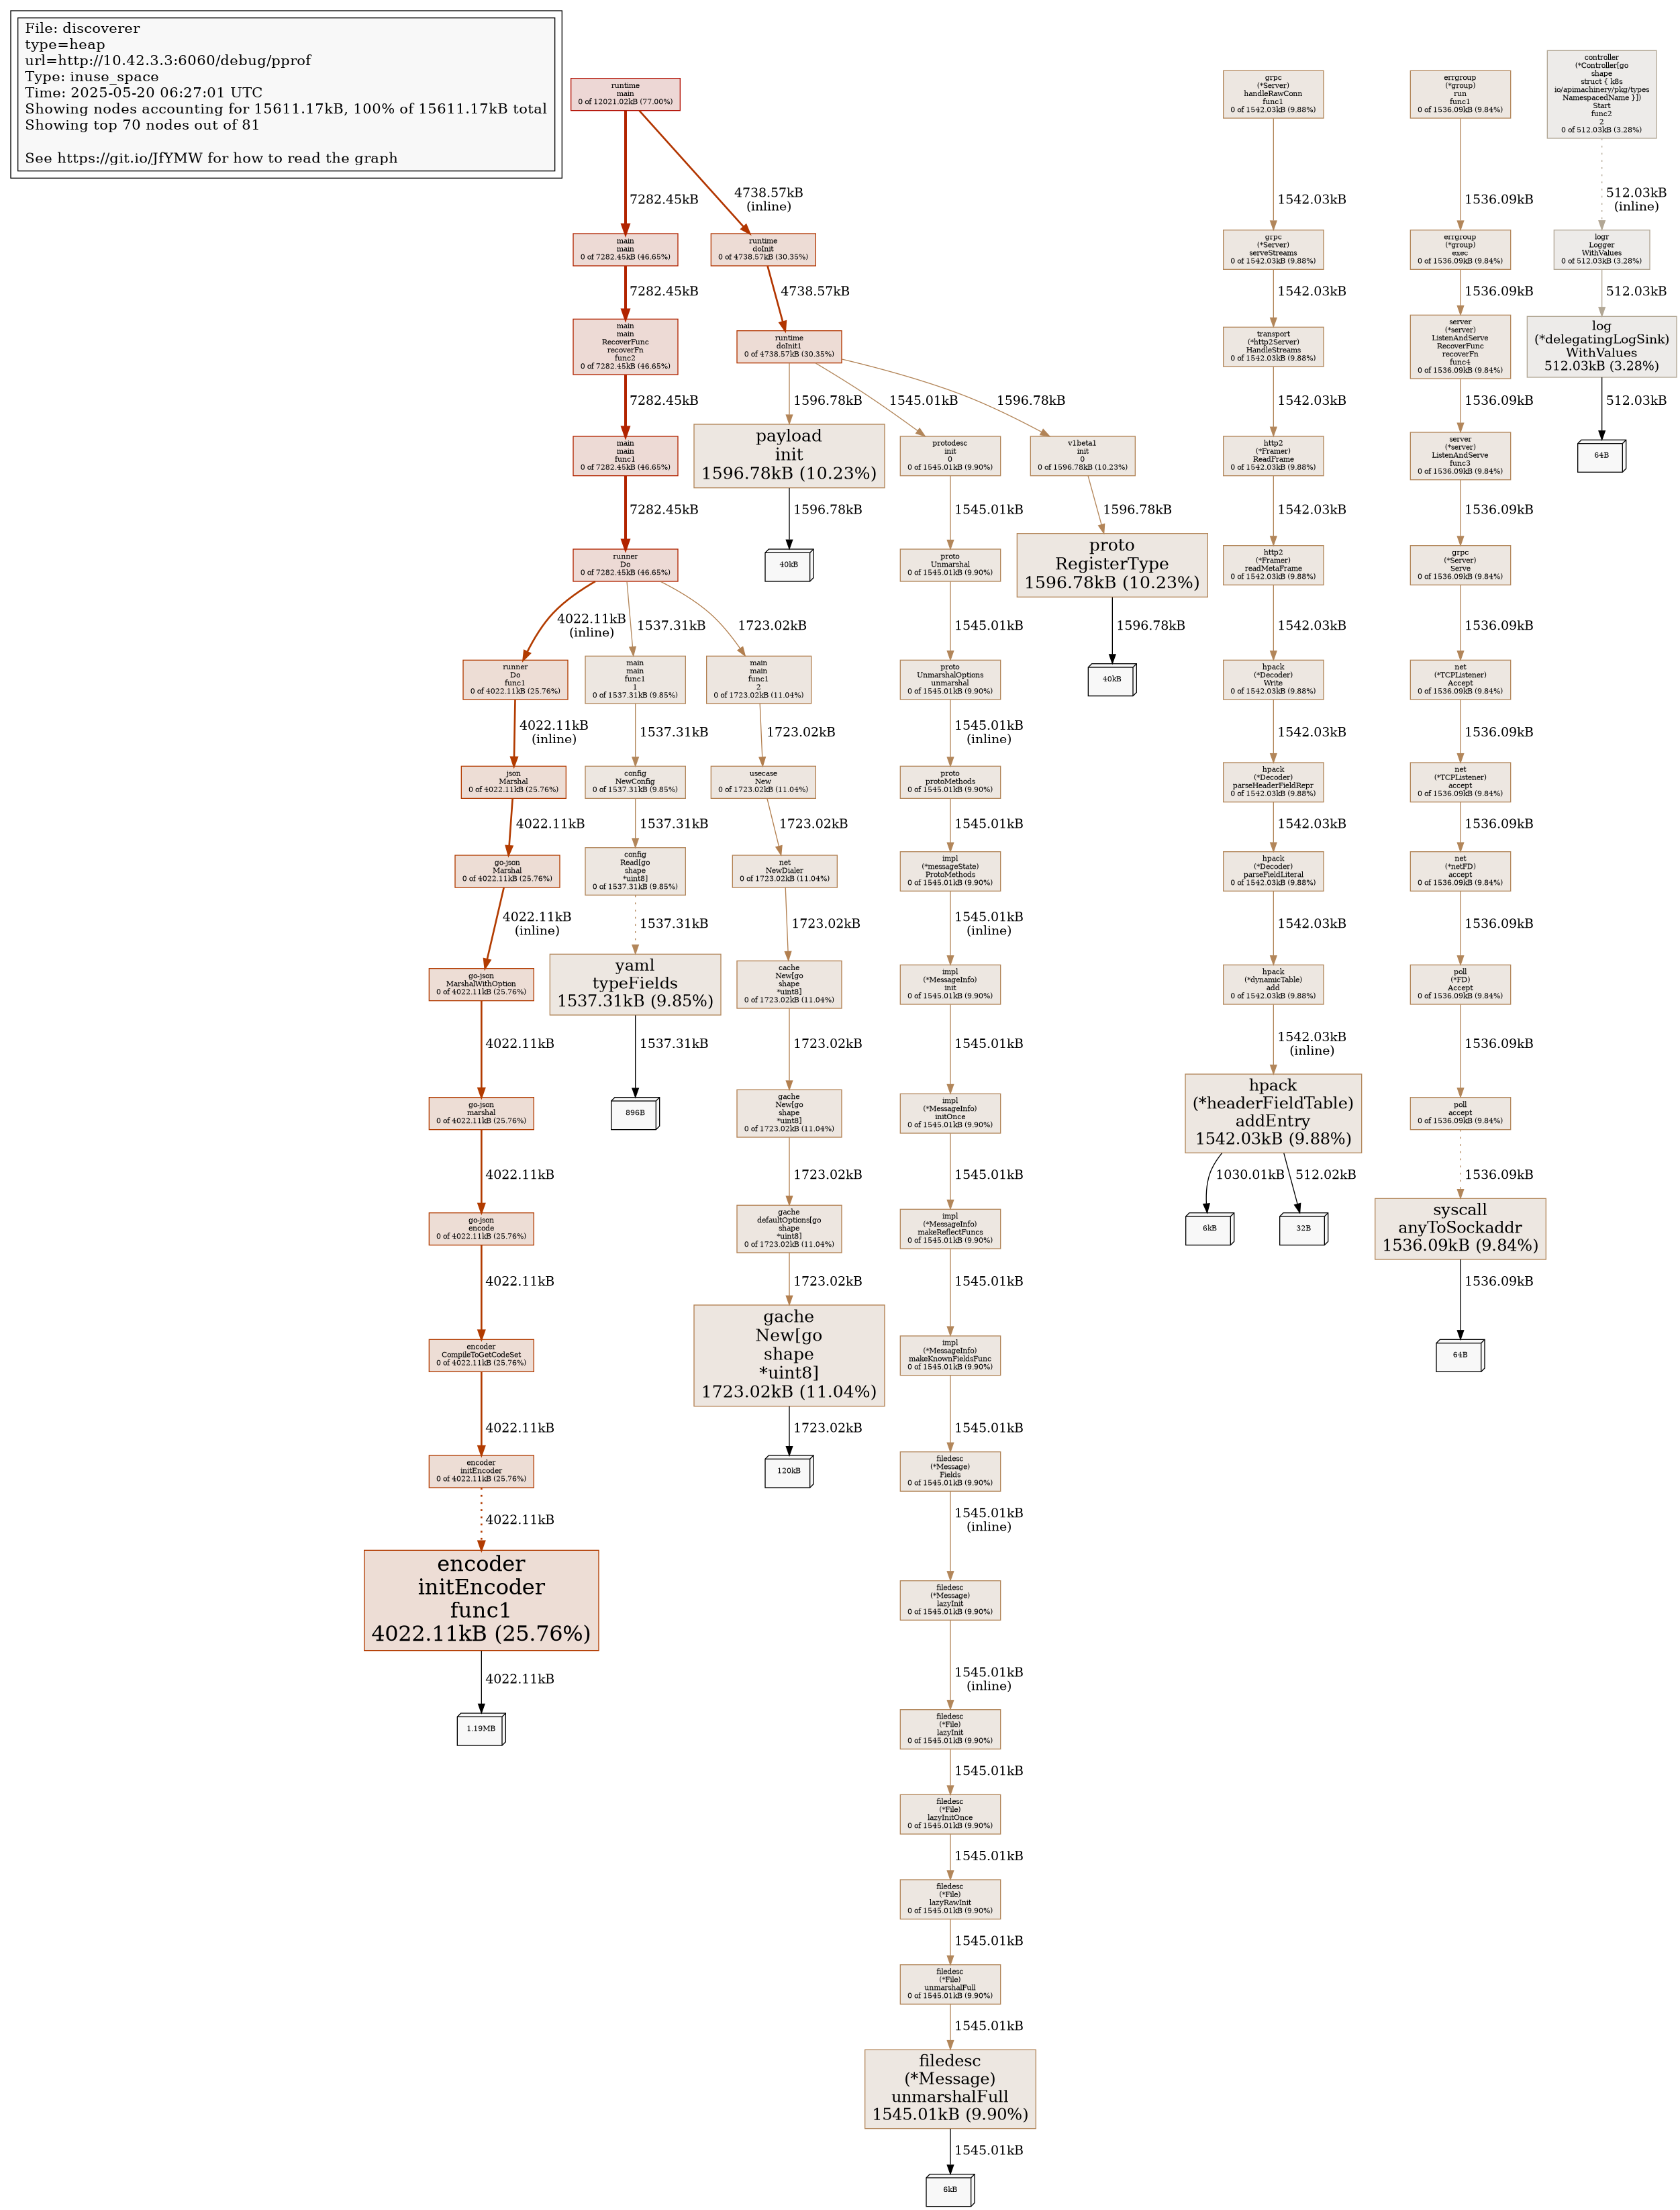 File: discoverer
type=heap
url=http://10.42.3.3:6060/debug/pprof
Type: inuse_space
Time: 2025-05-20 06:27:01 UTC
Showing nodes accounting for 15611.17kB, 100% of 15611.17kB total
Showing top 70 nodes out of 81
See https://git.io/JfYMW for how to read the graph
runtime
main
0 of 12021.02kB (77.00%)
7282.45kB
4738.57kB
(inline)
main
main
0 of 7282.45kB (46.65%)
7282.45kB
main
main
RecoverFunc
recoverFn
func2
0 of 7282.45kB (46.65%)
7282.45kB
main
main
func1
0 of 7282.45kB (46.65%)
7282.45kB
runner
Do
0 of 7282.45kB (46.65%)
4022.11kB
(inline)
1537.31kB
1723.02kB
runner
Do
func1
0 of 4022.11kB (25.76%)
4022.11kB
(inline)
json
Marshal
0 of 4022.11kB (25.76%)
4022.11kB
go-json
Marshal
0 of 4022.11kB (25.76%)
4022.11kB
(inline)
go-json
MarshalWithOption
0 of 4022.11kB (25.76%)
4022.11kB
go-json
marshal
0 of 4022.11kB (25.76%)
4022.11kB
go-json
encode
0 of 4022.11kB (25.76%)
4022.11kB
encoder
CompileToGetCodeSet
0 of 4022.11kB (25.76%)
4022.11kB
encoder
initEncoder
0 of 4022.11kB (25.76%)
4022.11kB
encoder
initEncoder
func1
4022.11kB (25.76%)
4022.11kB
1.19MB
main
main
func1
1
0 of 1537.31kB (9.85%)
1537.31kB
config
NewConfig
0 of 1537.31kB (9.85%)
1537.31kB
config
Read[go
shape
*uint8]
0 of 1537.31kB (9.85%)
1537.31kB
yaml
typeFields
1537.31kB (9.85%)
1537.31kB
896B
main
main
func1
2
0 of 1723.02kB (11.04%)
1723.02kB
usecase
New
0 of 1723.02kB (11.04%)
1723.02kB
net
NewDialer
0 of 1723.02kB (11.04%)
1723.02kB
cache
New[go
shape
*uint8]
0 of 1723.02kB (11.04%)
1723.02kB
gache
New[go
shape
*uint8]
0 of 1723.02kB (11.04%)
1723.02kB
gache
defaultOptions[go
shape
*uint8]
0 of 1723.02kB (11.04%)
1723.02kB
gache
New[go
shape
*uint8]
1723.02kB (11.04%)
1723.02kB
120kB
runtime
doInit
0 of 4738.57kB (30.35%)
4738.57kB
runtime
doInit1
0 of 4738.57kB (30.35%)
1596.78kB
1545.01kB
1596.78kB
payload
init
1596.78kB (10.23%)
1596.78kB
40kB
protodesc
init
0
0 of 1545.01kB (9.90%)
1545.01kB
proto
Unmarshal
0 of 1545.01kB (9.90%)
1545.01kB
proto
UnmarshalOptions
unmarshal
0 of 1545.01kB (9.90%)
1545.01kB
(inline)
proto
protoMethods
0 of 1545.01kB (9.90%)
1545.01kB
impl
(*messageState)
ProtoMethods
0 of 1545.01kB (9.90%)
1545.01kB
(inline)
impl
(*MessageInfo)
init
0 of 1545.01kB (9.90%)
1545.01kB
impl
(*MessageInfo)
initOnce
0 of 1545.01kB (9.90%)
1545.01kB
impl
(*MessageInfo)
makeReflectFuncs
0 of 1545.01kB (9.90%)
1545.01kB
impl
(*MessageInfo)
makeKnownFieldsFunc
0 of 1545.01kB (9.90%)
1545.01kB
filedesc
(*Message)
Fields
0 of 1545.01kB (9.90%)
1545.01kB
(inline)
filedesc
(*Message)
lazyInit
0 of 1545.01kB (9.90%)
1545.01kB
(inline)
filedesc
(*File)
lazyInit
0 of 1545.01kB (9.90%)
1545.01kB
filedesc
(*File)
lazyInitOnce
0 of 1545.01kB (9.90%)
1545.01kB
filedesc
(*File)
lazyRawInit
0 of 1545.01kB (9.90%)
1545.01kB
filedesc
(*File)
unmarshalFull
0 of 1545.01kB (9.90%)
1545.01kB
filedesc
(*Message)
unmarshalFull
1545.01kB (9.90%)
1545.01kB
6kB
v1beta1
init
0
0 of 1596.78kB (10.23%)
1596.78kB
proto
RegisterType
1596.78kB (10.23%)
1596.78kB
40kB
grpc
(*Server)
handleRawConn
func1
0 of 1542.03kB (9.88%)
1542.03kB
grpc
(*Server)
serveStreams
0 of 1542.03kB (9.88%)
1542.03kB
transport
(*http2Server)
HandleStreams
0 of 1542.03kB (9.88%)
1542.03kB
http2
(*Framer)
ReadFrame
0 of 1542.03kB (9.88%)
1542.03kB
http2
(*Framer)
readMetaFrame
0 of 1542.03kB (9.88%)
1542.03kB
hpack
(*Decoder)
Write
0 of 1542.03kB (9.88%)
1542.03kB
hpack
(*Decoder)
parseHeaderFieldRepr
0 of 1542.03kB (9.88%)
1542.03kB
hpack
(*Decoder)
parseFieldLiteral
0 of 1542.03kB (9.88%)
1542.03kB
hpack
(*dynamicTable)
add
0 of 1542.03kB (9.88%)
1542.03kB
(inline)
hpack
(*headerFieldTable)
addEntry
1542.03kB (9.88%)
1030.01kB
512.02kB
6kB
32B
errgroup
(*group)
run
func1
0 of 1536.09kB (9.84%)
1536.09kB
errgroup
(*group)
exec
0 of 1536.09kB (9.84%)
1536.09kB
server
(*server)
ListenAndServe
RecoverFunc
recoverFn
func4
0 of 1536.09kB (9.84%)
1536.09kB
server
(*server)
ListenAndServe
func3
0 of 1536.09kB (9.84%)
1536.09kB
grpc
(*Server)
Serve
0 of 1536.09kB (9.84%)
1536.09kB
net
(*TCPListener)
Accept
0 of 1536.09kB (9.84%)
1536.09kB
net
(*TCPListener)
accept
0 of 1536.09kB (9.84%)
1536.09kB
net
(*netFD)
accept
0 of 1536.09kB (9.84%)
1536.09kB
poll
(*FD)
Accept
0 of 1536.09kB (9.84%)
1536.09kB
poll
accept
0 of 1536.09kB (9.84%)
1536.09kB
syscall
anyToSockaddr
1536.09kB (9.84%)
1536.09kB
64B
controller
(*Controller[go
shape
struct { k8s
io/apimachinery/pkg/types
NamespacedName }])
Start
func2
2
0 of 512.03kB (3.28%)
512.03kB
(inline)
logr
Logger
WithValues
0 of 512.03kB (3.28%)
512.03kB
log
(*delegatingLogSink)
WithValues
512.03kB (3.28%)
512.03kB
64B